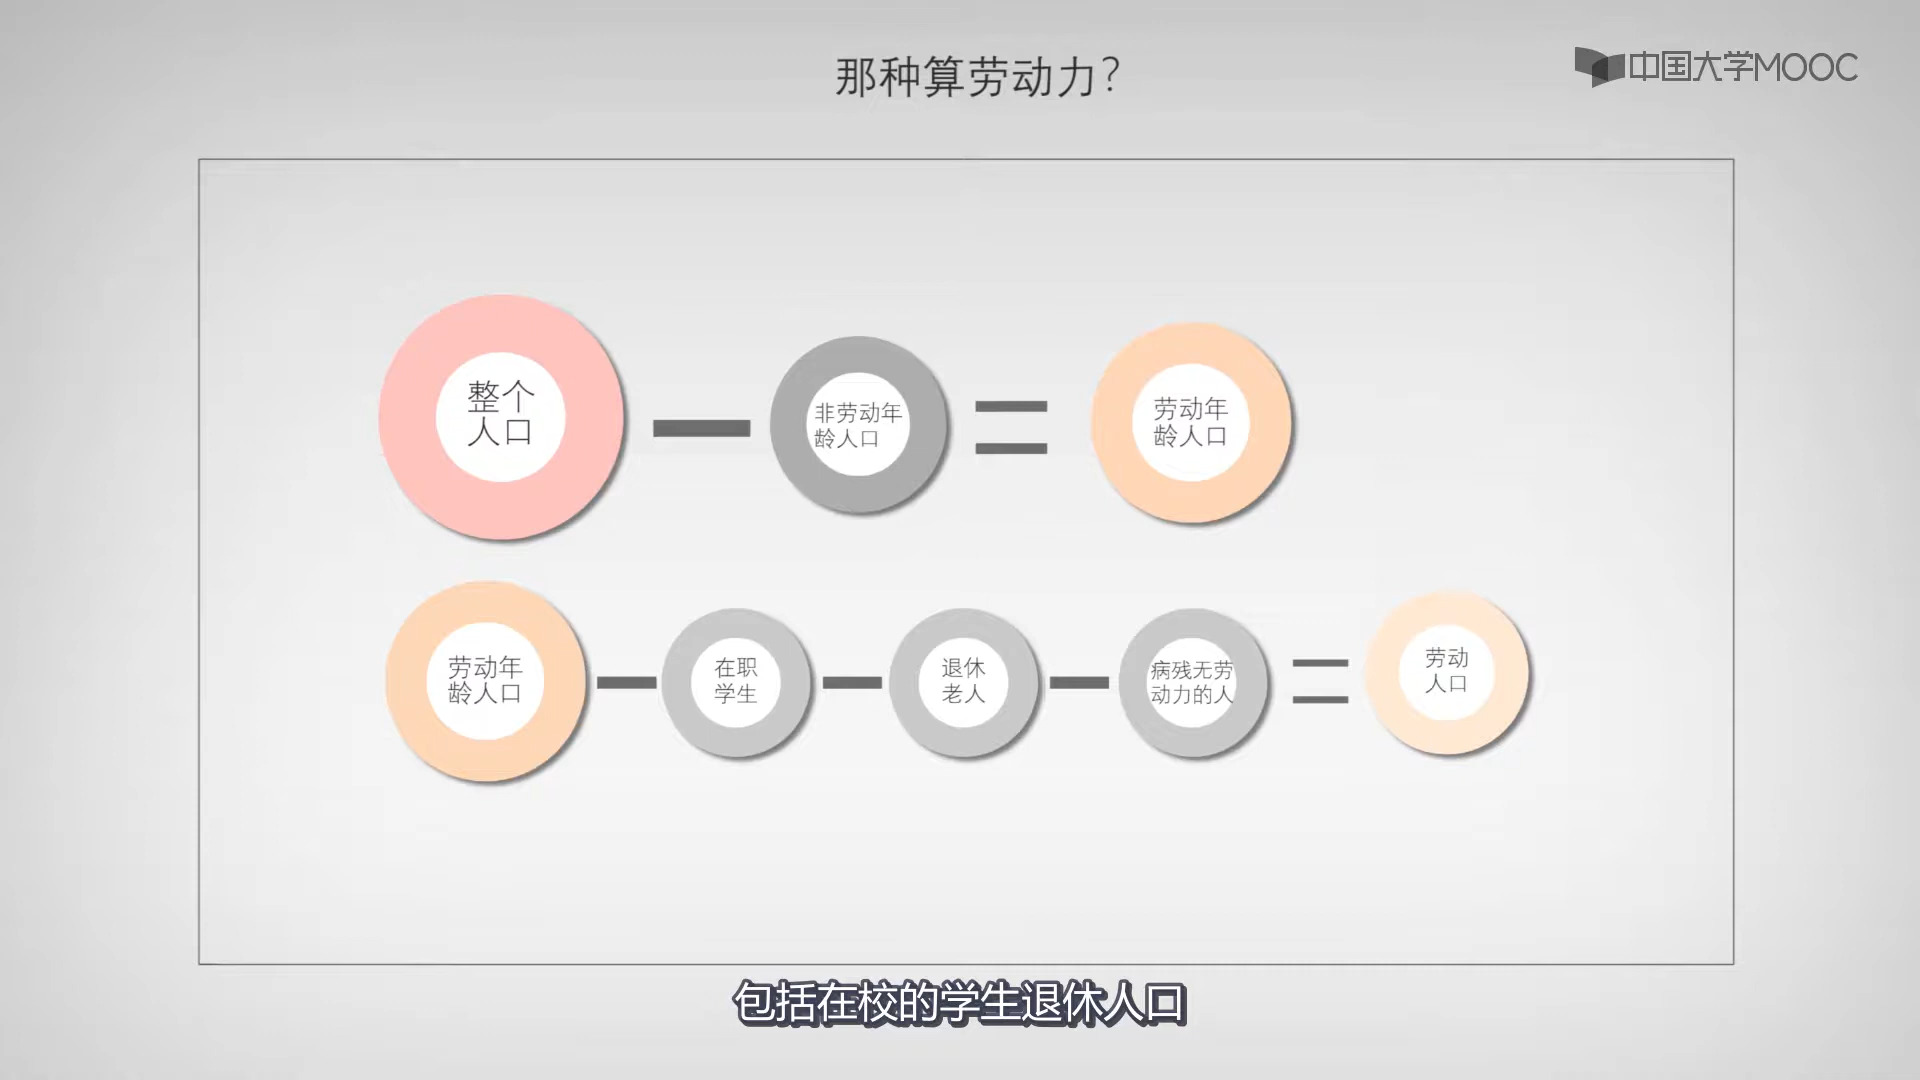 那种算劳动力?
中国大学MOOC
整个
人口
非劳动年
龄人口
劳动年
龄人口
劳动年
龄人口
在职
学生
退休
老人
病残无劳
动力的人
劳动
人口
包括在校的学生退休人口